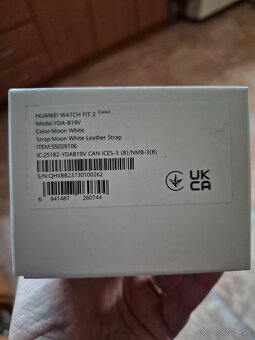 HUAWEI WATCH FIT 2 Classic
Model:YDA-B19V
Color:Moon White
Strap:Moon White Leather Strap
ITEM:55029106
IC:25182-YDAB19V CAN ICES-3 (B)/NMB-3(B)
S/N:QHXBB23730100262
6 941487 280744
UK
CA